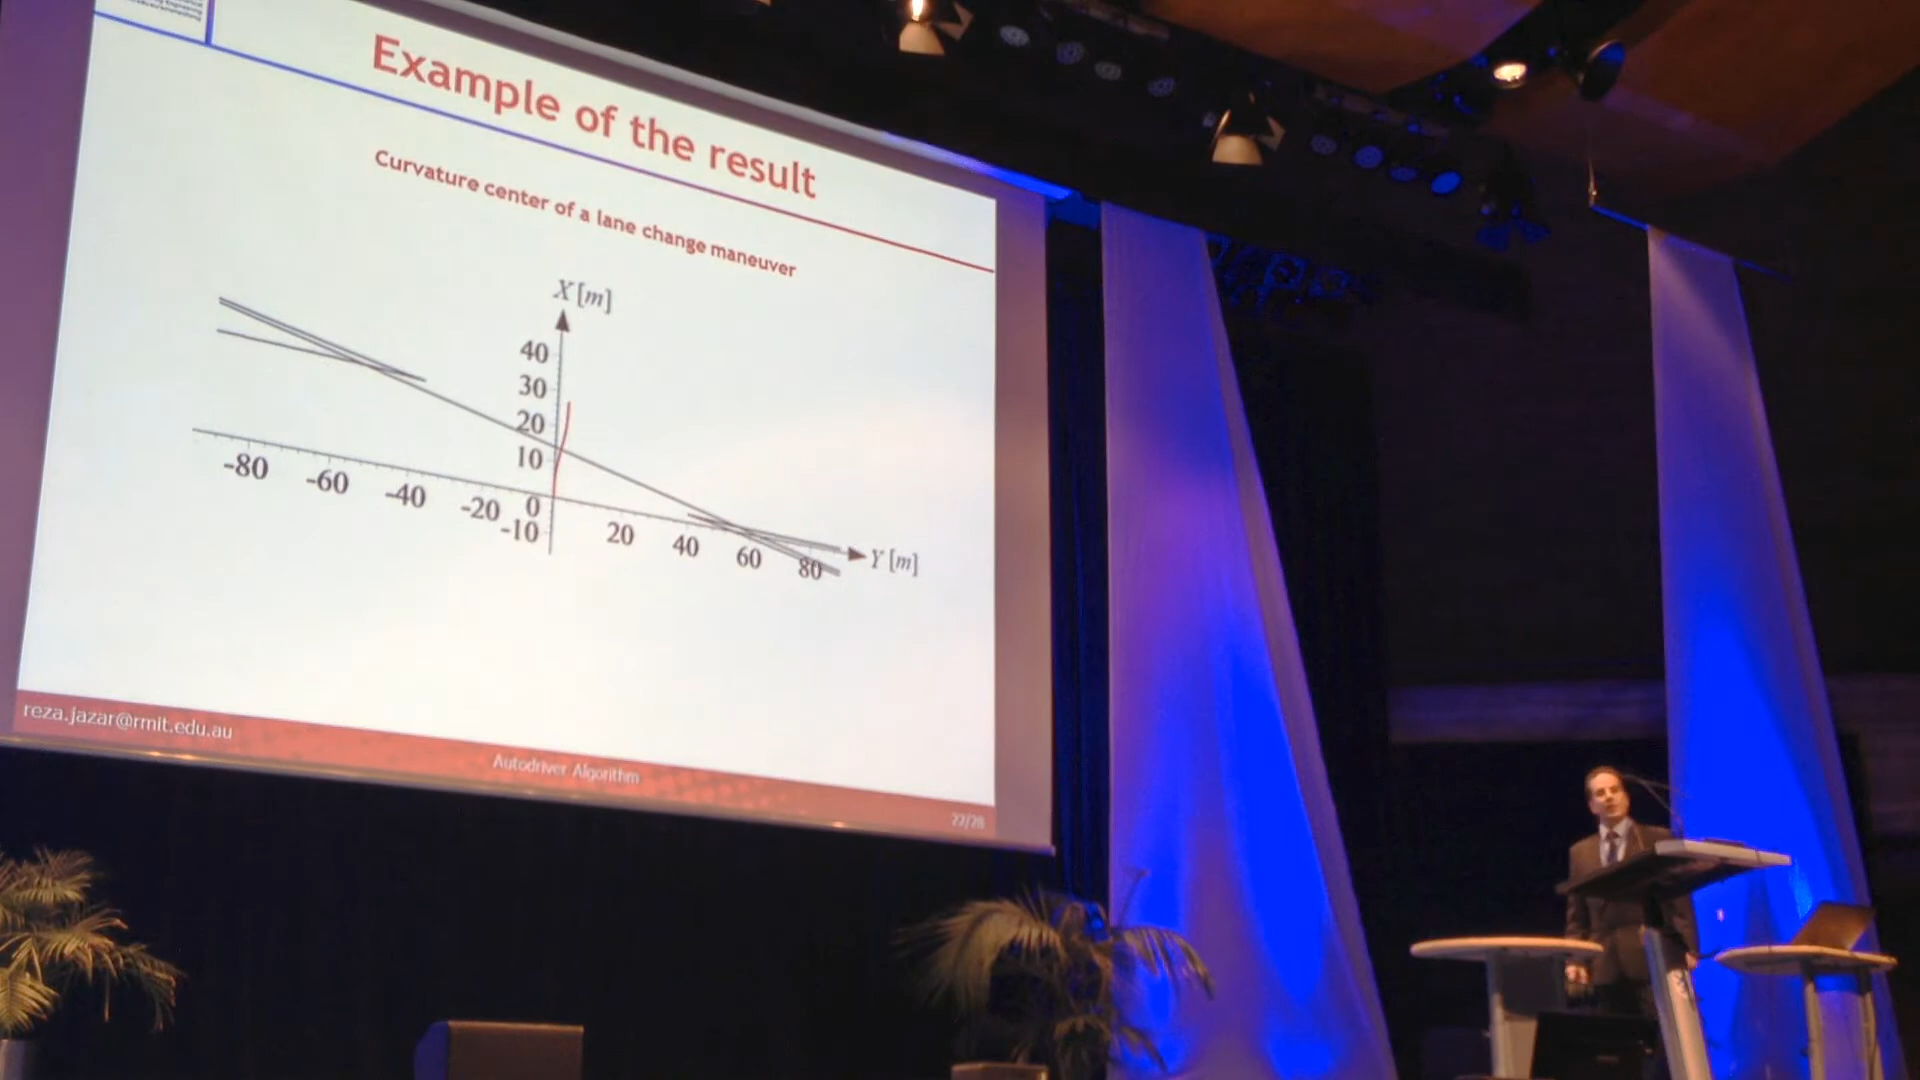 Example of the result
Curvature center of a lane change maneuver
X [m]
40
30
20
10
0
-10
-80
-60
-40
-20
20
40
60
80
Y [m]
reza.jazar@rmit.edu.au
Autodriver Algorithm
22/28